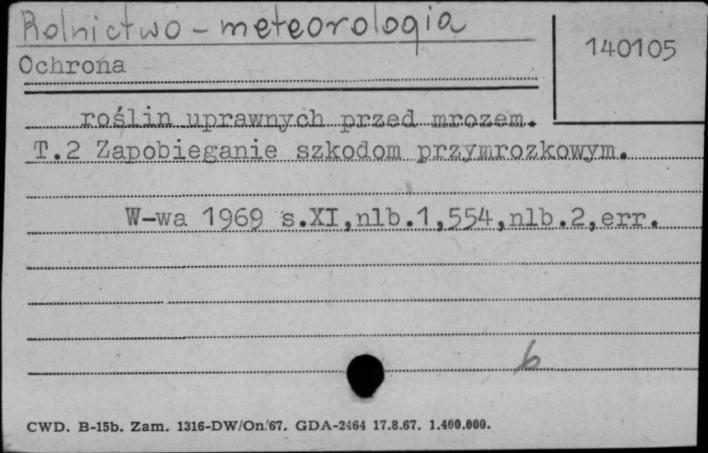 Rolnictwo - meteorologia
140105
Ochrona
roślin uprawnych przed mrozem.
T.2 Zapobieganie szkodom przymrozkowym.
W-wa 1969 s.XI,nlb.1,554,nlb.2,err.
b
CWD. B-15b. Zam. 1316-DW/On.'67. GDA-2464 17.8.67. 1.400.000.